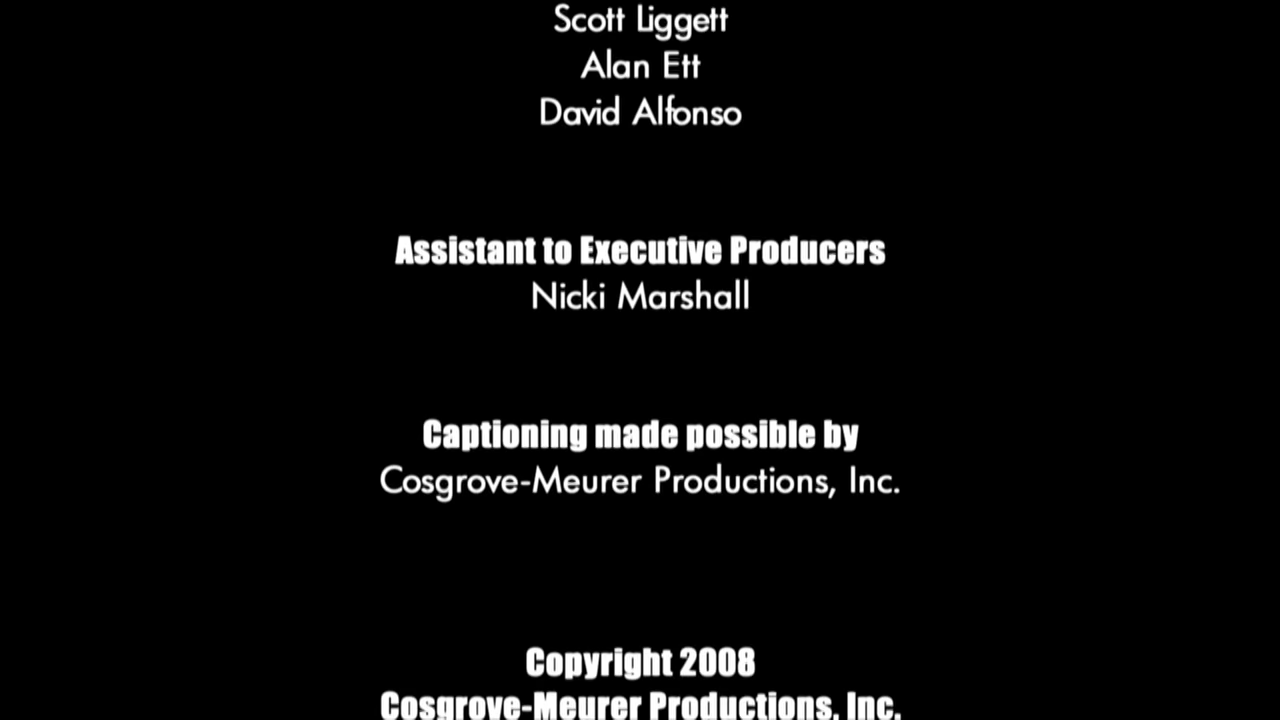 Scott Liggett
Alan Ett
David Alfonso
Assistant to Executive Producers
Nicki Marshall
Captioning made possible by
Cosgrove-Meurer Productions, Inc.
Copyright 2008
Cosgrove-Meurer Productions, Inc.